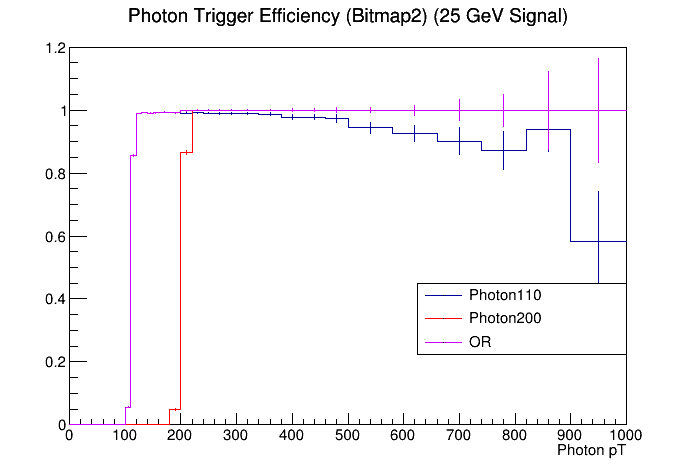 Photon Trigger Efficiency (Bitmap2) (25 GeV Signal)
1.2
1
0.8
0.6
0.4
0.2
0
Photon110
Photon200
OR
0 100 200 300 400 500 600 700 800 900 1000
Photon pT